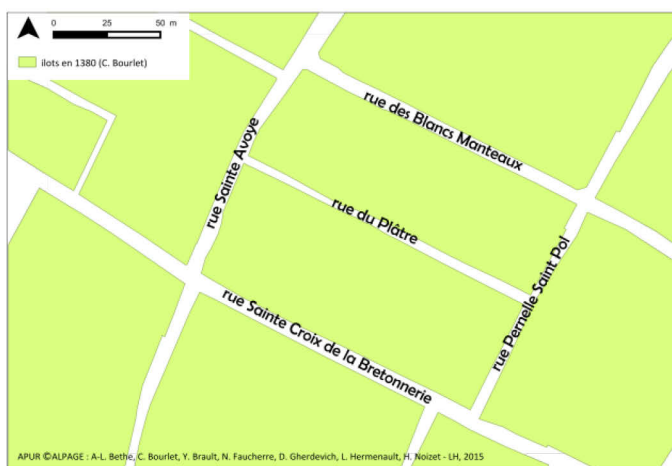 0 25 50 m
ilots en 1380 (C. Bourlet)
rue des Blancs Manteaux
rue Sainte Avoye
rue du Plâtre
rue Pernelle Saint Pol
rue Sainte Croix de la Bretonnerie
APUR ©ALPAGE : A-L. Bethe, C. Bourlet, Y. Brault, N. Faucherre, D. Gherdevich, L. Hermenault, H. Noizet - LH, 2015